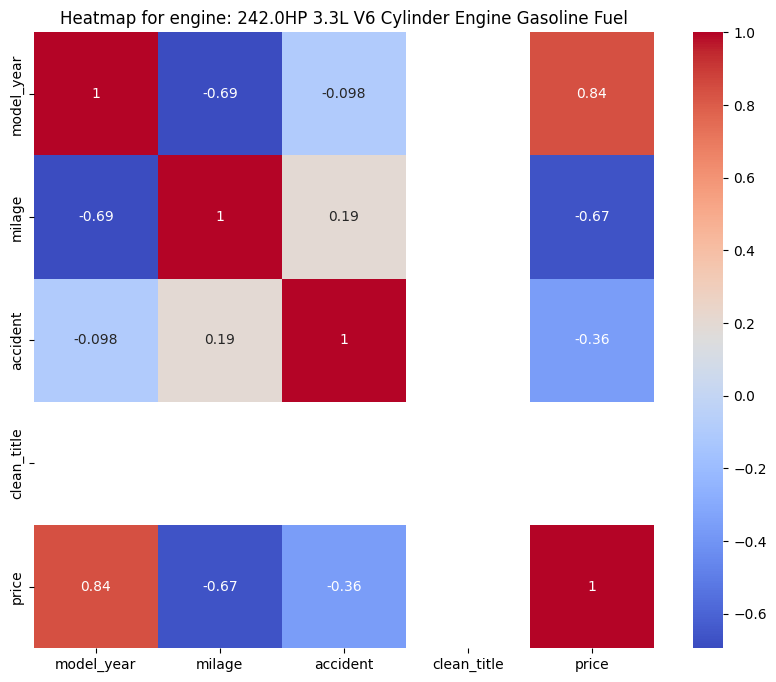 Heatmap for engine: 242.0HP 3.3L V6 Cylinder Engine Gasoline Fuel
model_year 1 -0.69 -0.098 0.84
milage -0.69 1 0.19 -0.67
accident -0.098 0.19 1 -0.36
clean_title
price 0.84 -0.67 -0.36 1
model_year milage accident clean_title price
1.0
0.8
0.6
0.4
0.2
0.0
−0.2
−0.4
−0.6